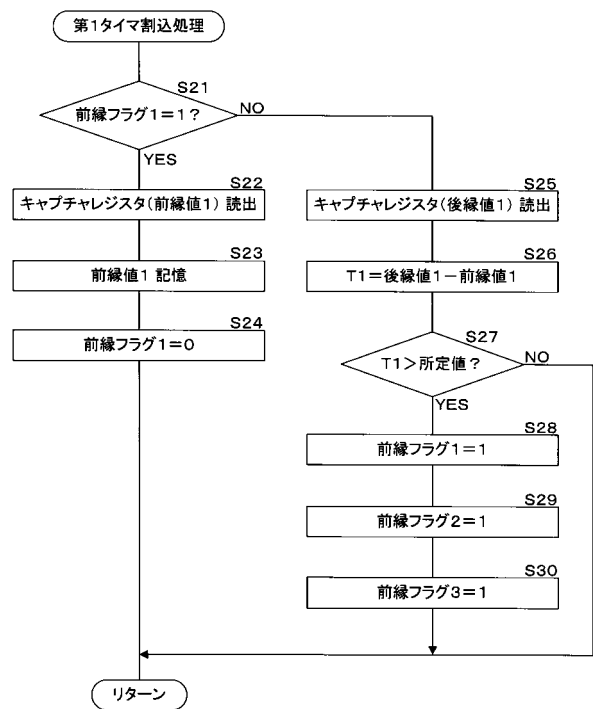 第1タイマ割込処理
S21
前縁フラグ1=1?
NO
YES
S22
キャプチャレジスタ(前縁値1) 読出
S23
前縁値1 記憶
S24
前縁フラグ1=0
S25
キャプチャレジスタ(後縁値1) 読出
S26
T1=後縁値1-前縁値1
S27
T1>所定値?
NO
YES
S28
前縁フラグ1=1
S29
前縁フラグ2=1
S30
前縁フラグ3=1
リターン